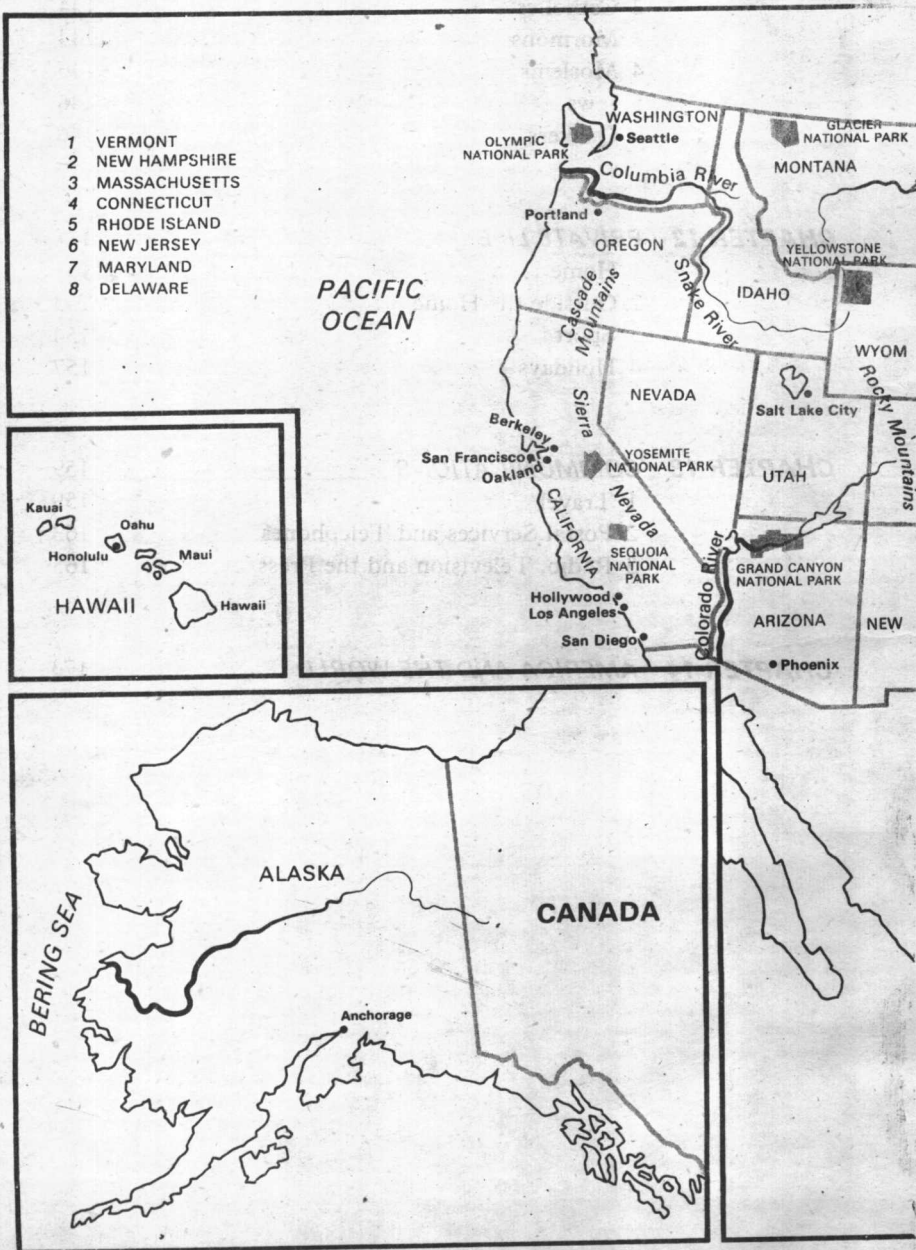 1 VERMONT
2 NEW HAMPSHIRE
3 MASSACHUSETTS
4 CONNECTICUT
5 RHODE ISLAND
6 NEW JERSEY
7 MARYLAND
8 DELAWARE
PACIFIC
OCEAN
WASHINGTON
Seattle
OLYMPIC
NATIONAL PARK
GLACIER
NATIONAL PARK
MONTANA
Columbia River
Portland
OREGON
Cascade
Mountains
Snake River
YELLOWSTONE
NATIONAL PARK
IDAHO
WYOM
Rocky Mountains
NEVADA
Salt Lake City
Sierra
Nevada
Berkeley
San Francisco
Oakland
YOSEMITE
NATIONAL PARK
UTAH
CALIFORNIA
SEQUOIA
NATIONAL
PARK
Colorado River
GRAND CANYON
NATIONAL PARK
Hollywood
Los Angeles
ARIZONA
NEW
San Diego
Phoenix
Kauai
Oahu
Honolulu
Maui
HAWAII
Hawaii
ALASKA
CANADA
BERING SEA
Anchorage